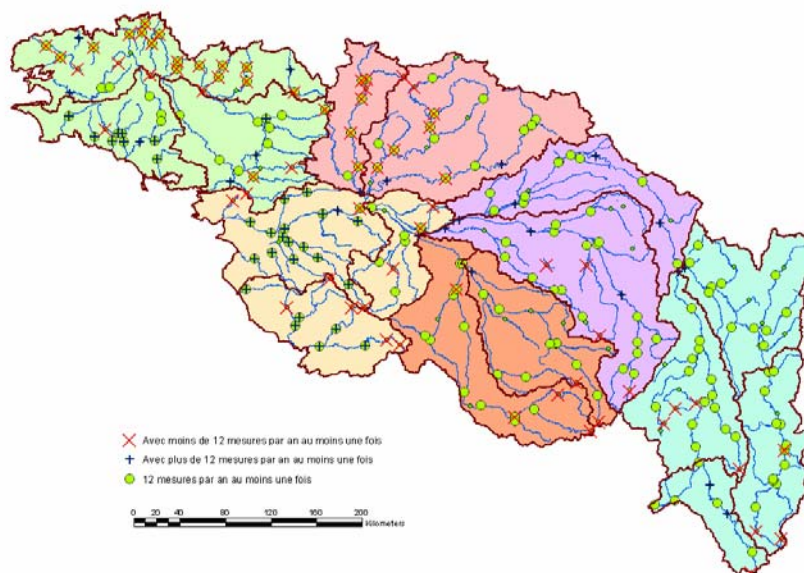 Avec moins de 12 mesures par an au moins une fois
Avec plus de 12 mesures par an au moins une fois
12 mesures par an au moins une fois
0 20 40 80 120 160 200
Kilometers